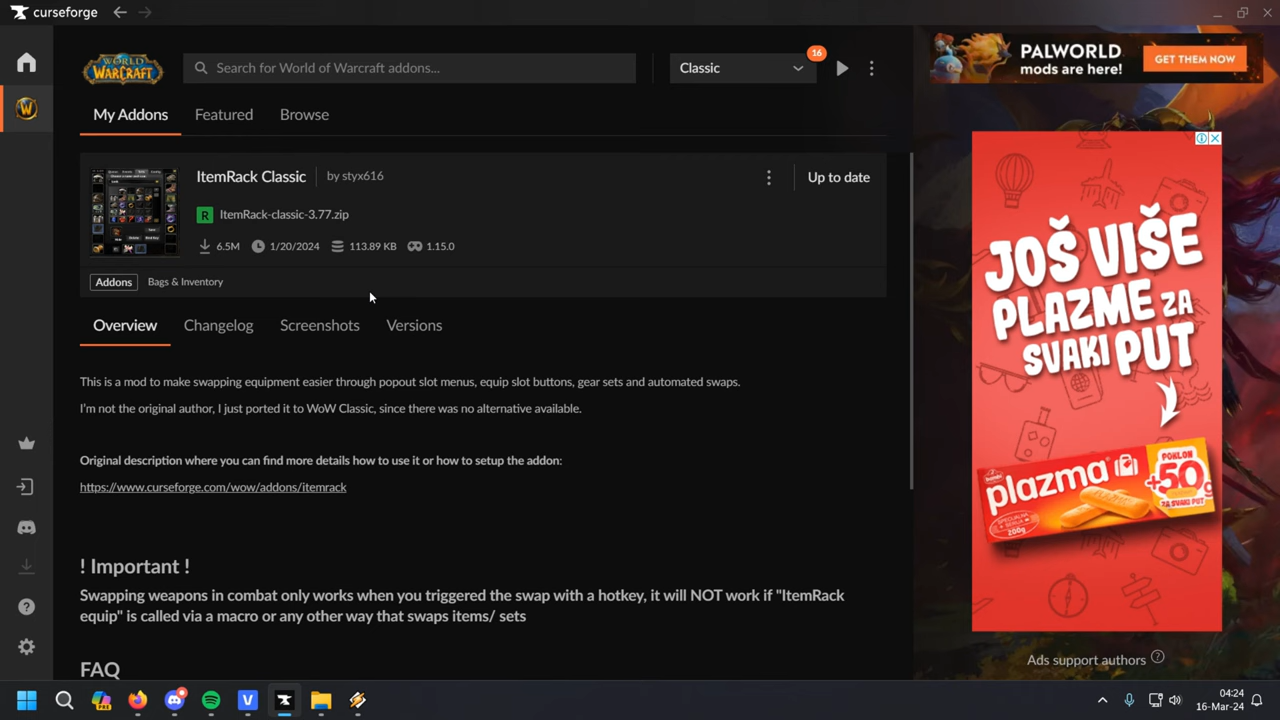 curseforge
WORLD WARCRAFT
Search for World of Warcraft addons...
Classic
16
My Addons
Featured
Browse
ItemRack Classic
by styx616
Up to date
R
ItemRack-classic-3.77.zip
6.5M
1/20/2024
113.89 KB
1.15.0
Addons
Bags & Inventory
Overview
Changelog
Screenshots
Versions
This is a mod to make swapping equipment easier through popout slot menus, equip slot buttons, gear sets and automated swaps.
I'm not the original author, I just ported it to WoW Classic, since there was no alternative available.
Original description where you can find more details how to use it or how to setup the addon:
https://www.curseforge.com/wow/addons/itemrack
! Important !
Swapping weapons in combat only works when you triggered the swap with a hotkey, it will NOT work if "ItemRack
equip" is called via a macro or any other way that swaps items/ sets
FAQ
PALWORLD
mods are here!
GET THEM NOW
JOŠ VIŠE
PLAZME ZA
SVAKI PUT
plazma
POKLON
+50g
ZA SVAKI PUT
200g
Ads support authors
04:24
16-Mar-24